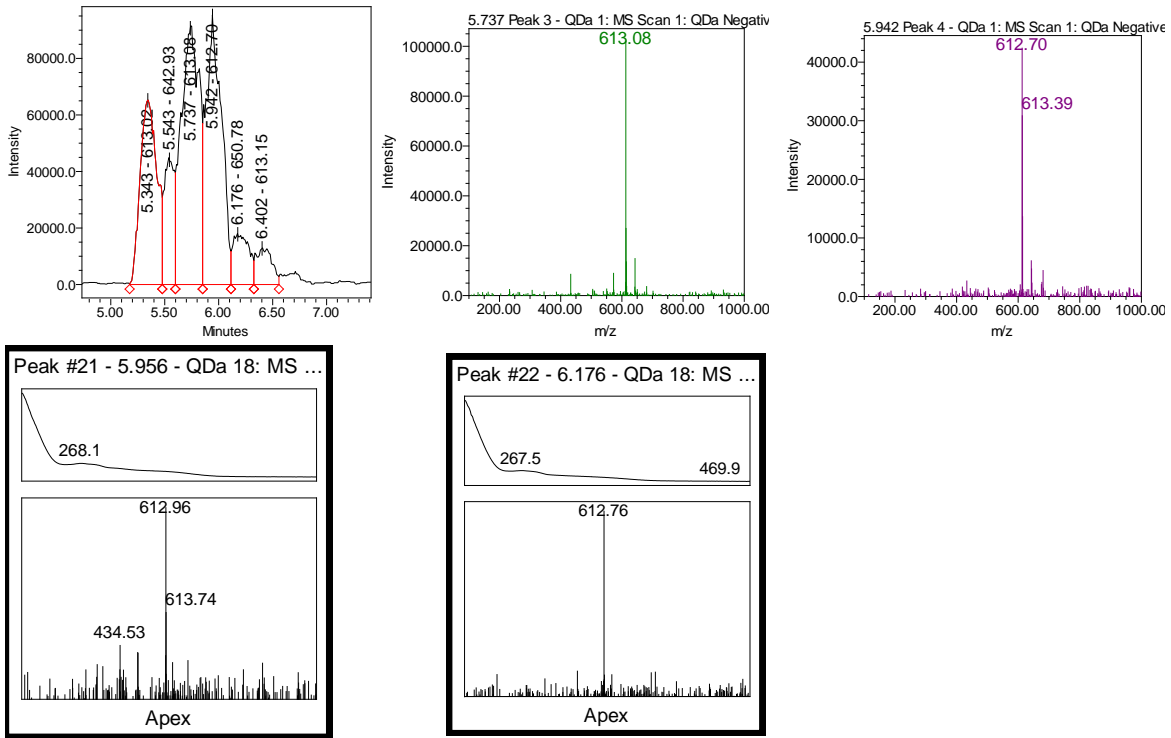 80000.0
60000.0
40000.0
20000.0
0.0
Intensity
5.343 - 613.02
5.543 - 642.93
5.737 - 613.08
5.942 - 612.70
6.176 - 650.78
6.402 - 613.15
5.00 5.50 6.00 6.50 7.00
Minutes
5.737 Peak 3 - QDa 1: MS Scan 1: QDa Negativ
613.08
100000.0
80000.0
60000.0
40000.0
20000.0
0.0
Intensity
200.00 400.00 600.00 800.00 1000.0
m/z
5.942 Peak 4 - QDa 1: MS Scan 1: QDa Negative
612.70
613.39
40000.0
30000.0
20000.0
10000.0
0.0
Intensity
200.00 400.00 600.00 800.00 1000.00
m/z
Peak #21 - 5.956 - QDa 18: MS ...
268.1
612.96
613.74
434.53
Apex
Peak #22 - 6.176 - QDa 18: MS ...
267.5
469.9
612.76
Apex